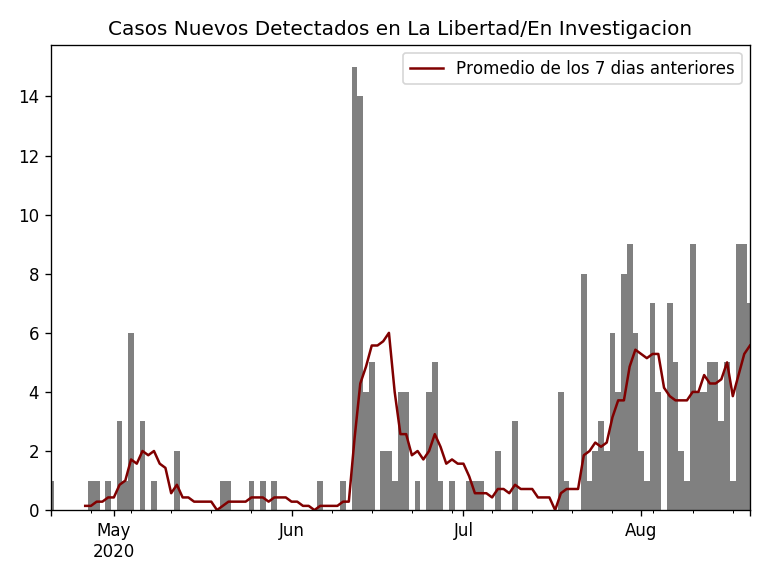 Casos Nuevos Detectados en La Libertad/En Investigacion
Promedio de los 7 dias anteriores
14
12
10
8
6
4
2
0
May
2020
Jun
Jul
Aug